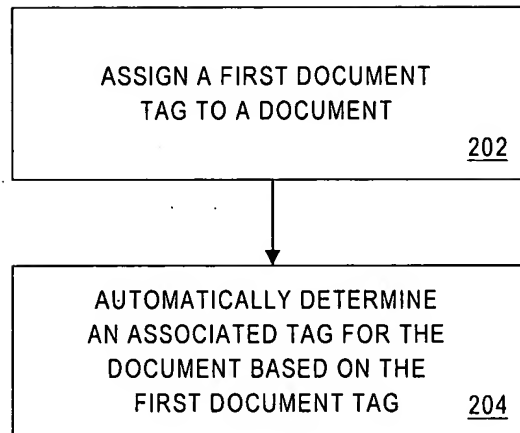 ASSIGN A FIRST DOCUMENT
TAG TO A DOCUMENT
202
AUTOMATICALLY DETERMINE
AN ASSOCIATED TAG FOR THE
DOCUMENT BASED ON THE
FIRST DOCUMENT TAG 204